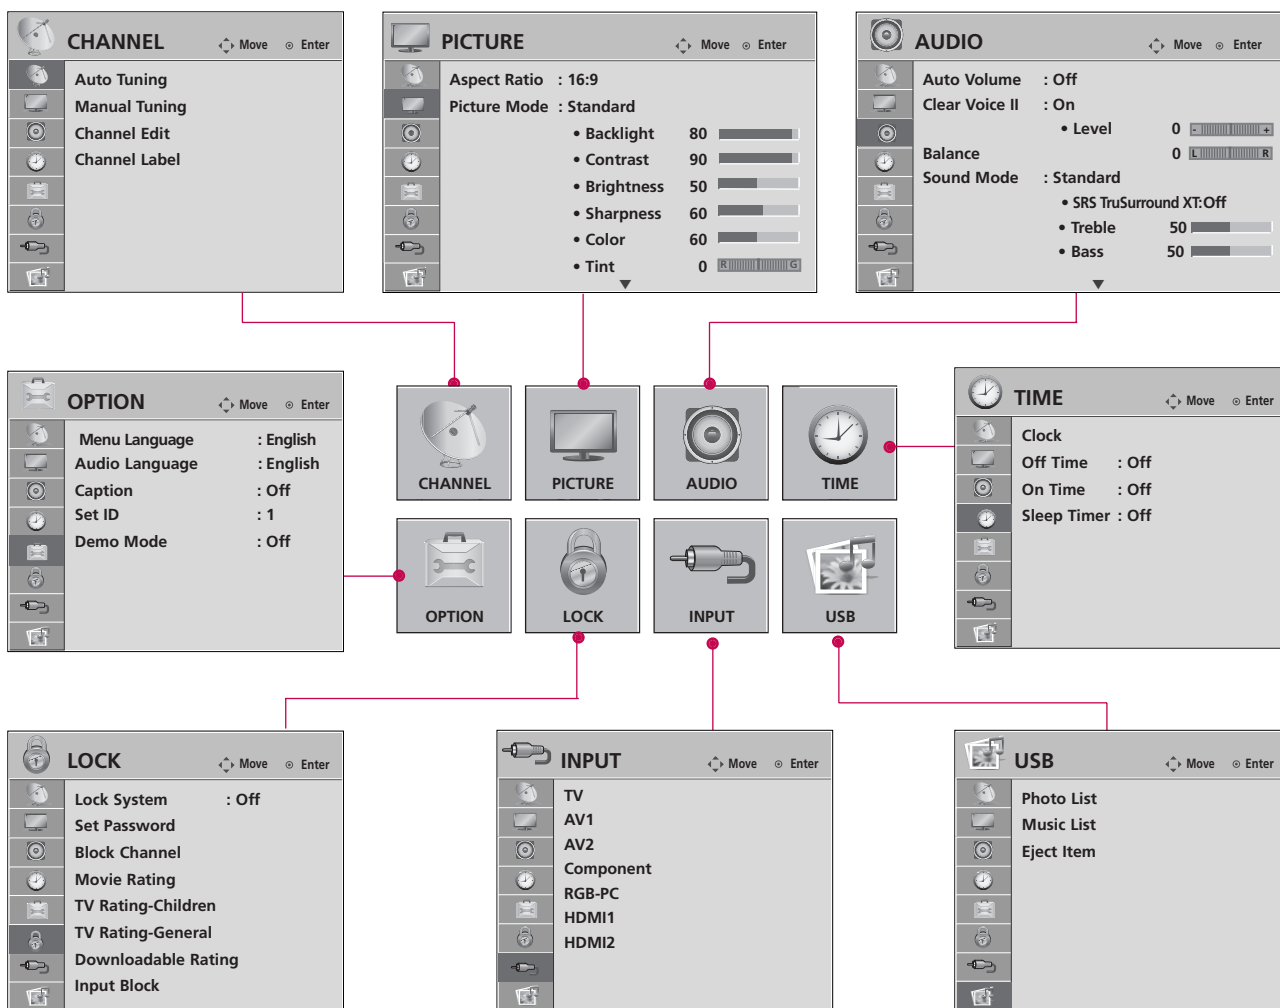 CHANNEL Move Enter
Auto Tuning
Manual Tuning
Channel Edit
Channel Label
PICTURE Move Enter
Aspect Ratio : 16:9
Picture Mode : Standard
• Backlight 80
• Contrast 90
• Brightness 50
• Sharpness 60
• Color 60
• Tint 0 R G
AUDIO Move Enter
Auto Volume : Off
Clear Voice II : On
• Level 0 - +
Balance 0 L R
Sound Mode : Standard
• SRS TruSurround XT:Off
• Treble 50
• Bass 50
OPTION Move Enter
Menu Language : English
Audio Language : English
Caption : Off
Set ID : 1
Demo Mode : Off
CHANNEL
PICTURE
AUDIO
TIME
OPTION
LOCK
INPUT
USB
TIME Move Enter
Clock
Off Time : Off
On Time : Off
Sleep Timer : Off
LOCK Move Enter
Lock System : Off
Set Password
Block Channel
Movie Rating
TV Rating-Children
TV Rating-General
Downloadable Rating
Input Block
INPUT Move Enter
TV
AV1
AV2
Component
RGB-PC
HDMI1
HDMI2
USB Move Enter
Photo List
Music List
Eject Item